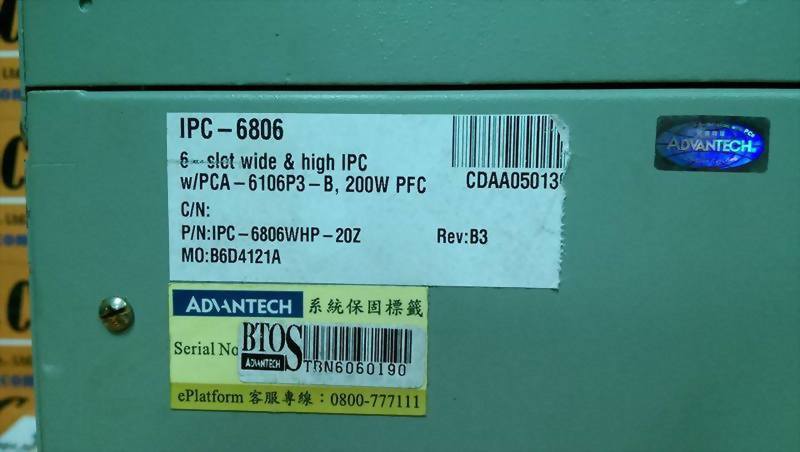 IPC-6806
6-slot wide & high IPC
w/PCA-6106P3-B, 200W PFC
CDAA05013
C/N:
P/N:IPC-6806WHP-20Z Rev:B3
MO:B6D4121A
ADVANTECH
ADVANTECH 系統保固標籤
Serial No
BTOS
ADVANTECH
TBN6060190
ePlatform 客服專線：0800-777111